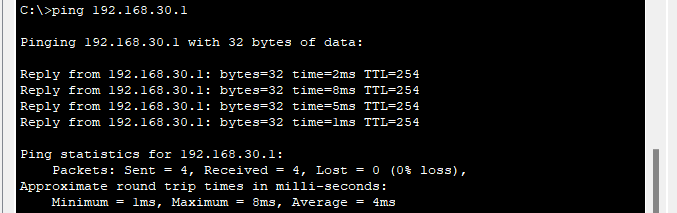 C:\>ping 192.168.30.1
Pinging 192.168.30.1 with 32 bytes of data:
Reply from 192.168.30.1: bytes=32 time=2ms TTL=254
Reply from 192.168.30.1: bytes=32 time=8ms TTL=254
Reply from 192.168.30.1: bytes=32 time=5ms TTL=254
Reply from 192.168.30.1: bytes=32 time=1ms TTL=254
Ping statistics for 192.168.30.1:
    Packets: Sent = 4, Received = 4, Lost = 0 (0% loss),
Approximate round trip times in milli-seconds:
    Minimum = 1ms, Maximum = 8ms, Average = 4ms